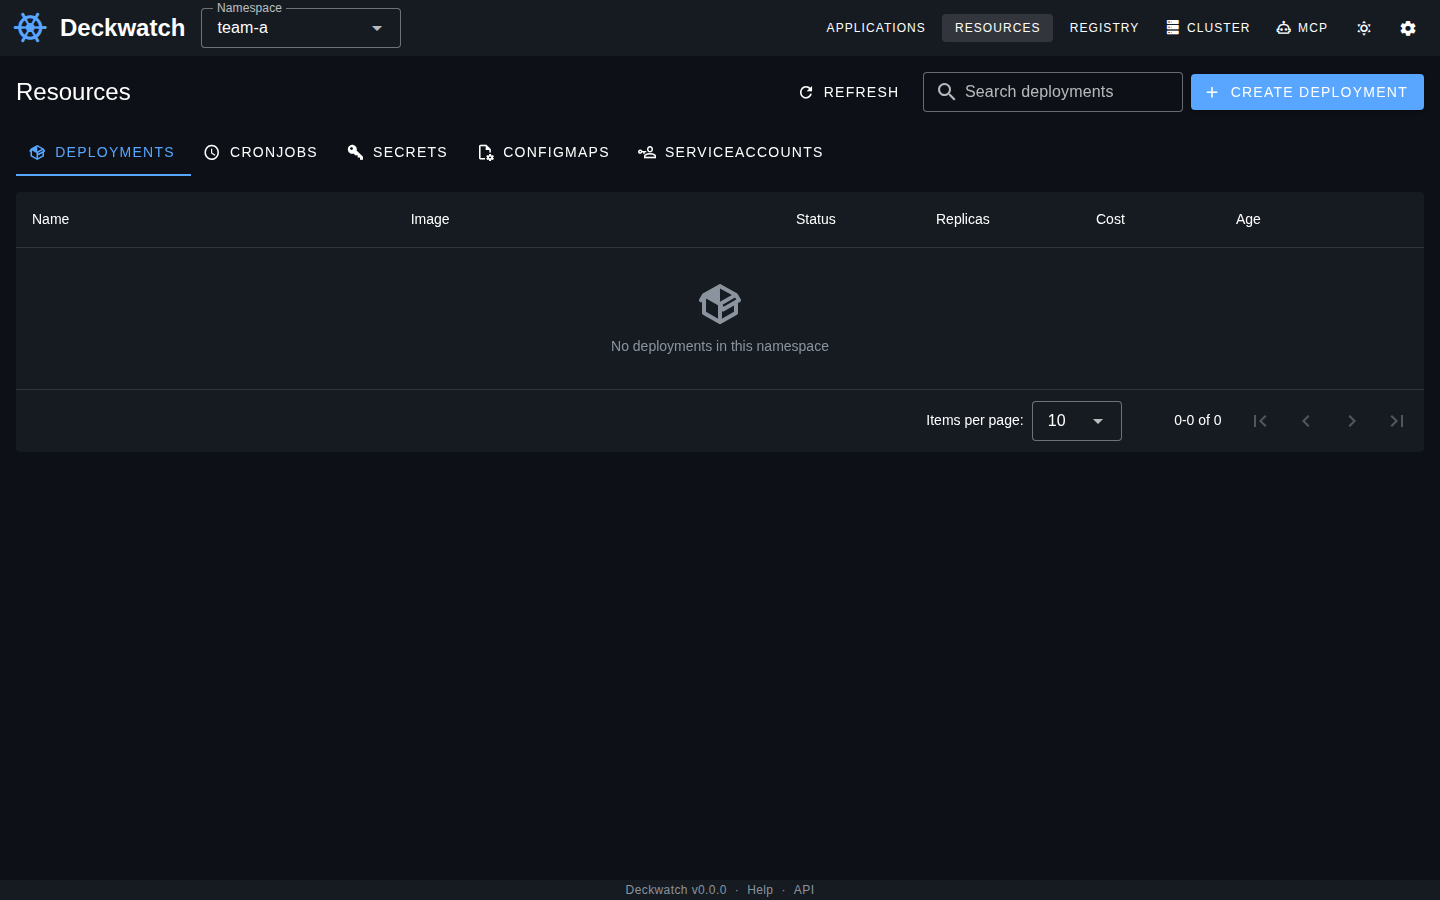 Deckwatch
Namespace
team-a
APPLICATIONS
RESOURCES
REGISTRY
CLUSTER
MCP
Resources
REFRESH
Search deployments
CREATE DEPLOYMENT
DEPLOYMENTS
CRONJOBS
SECRETS
CONFIGMAPS
SERVICEACCOUNTS
Name Image Status Replicas Cost Age
No deployments in this namespace
Items per page: 10 0-0 of 0
Deckwatch v0.0.0 · Help · API